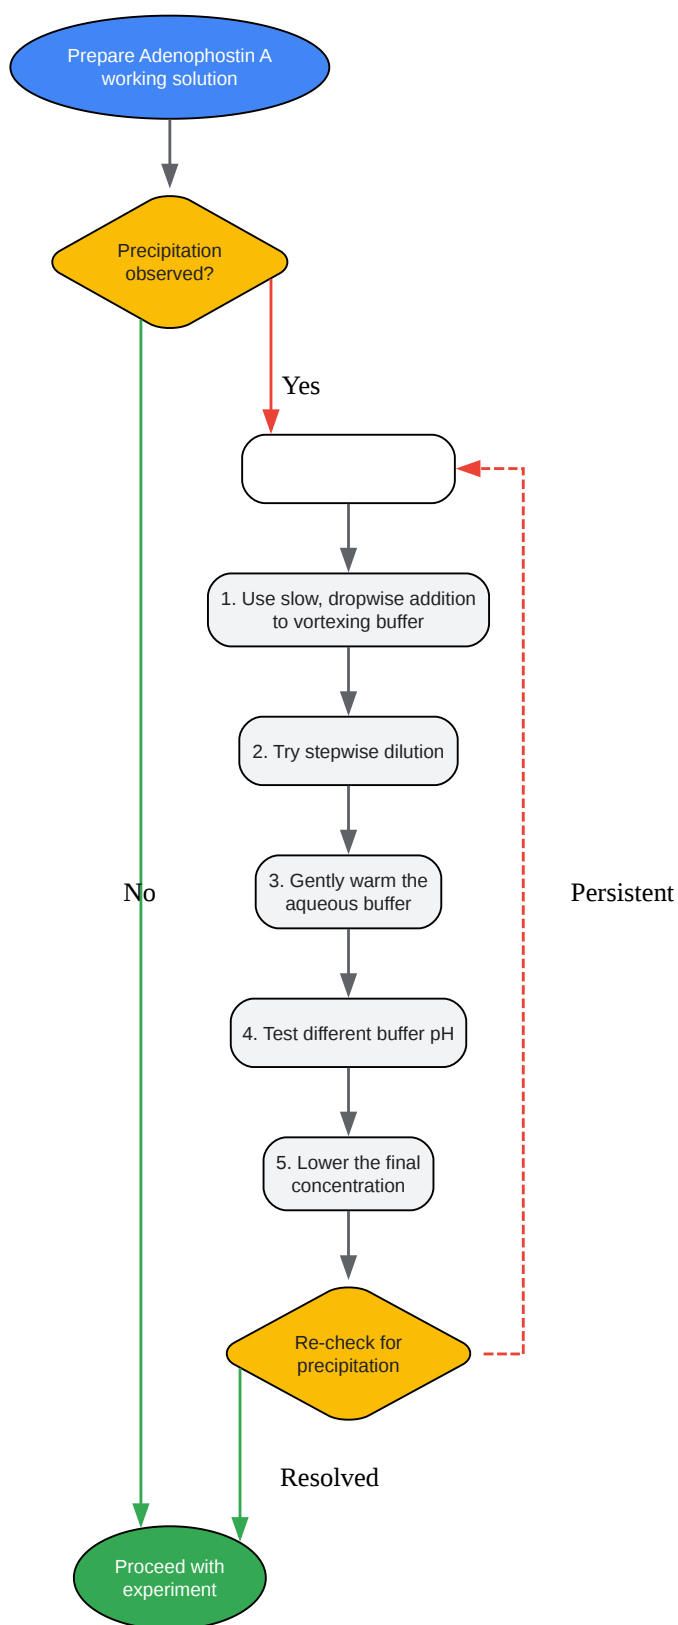 Prepare Adenophostin A
working solution
Precipitation
observed?
Yes
1. Use slow, dropwise addition
to vortexing buffer
2. Try stepwise dilution
3. Gently warm the
aqueous buffer
No
Persistent
4. Test different buffer pH
5. Lower the final
concentration
Re-check for
precipitation
Resolved
Proceed with
experiment